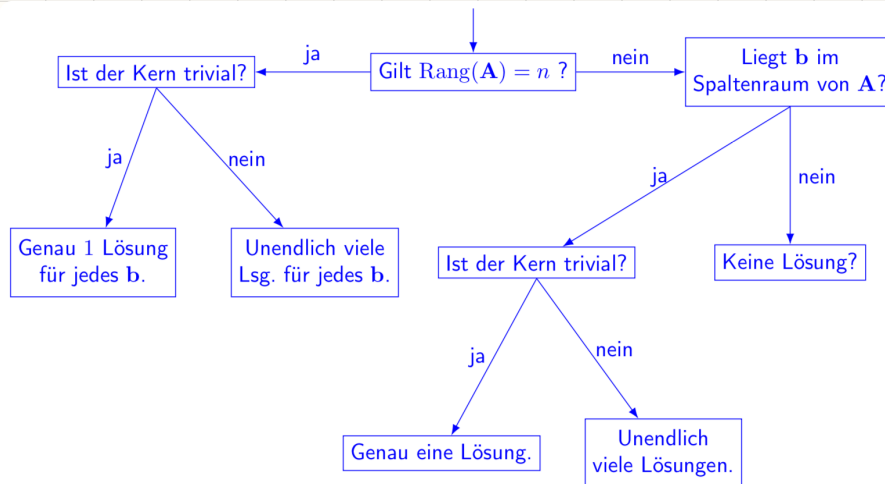 ja
Gilt Rang(A) = n ?
nein
Ist der Kern trivial?
Liegt b im
Spaltenraum von A?
ja
nein
ja
nein
Genau 1 Lösung
für jedes b.
Unendlich viele
Lsg. für jedes b.
Ist der Kern trivial?
Keine Lösung?
ja
nein
Genau eine Lösung.
Unendlich
viele Lösungen.